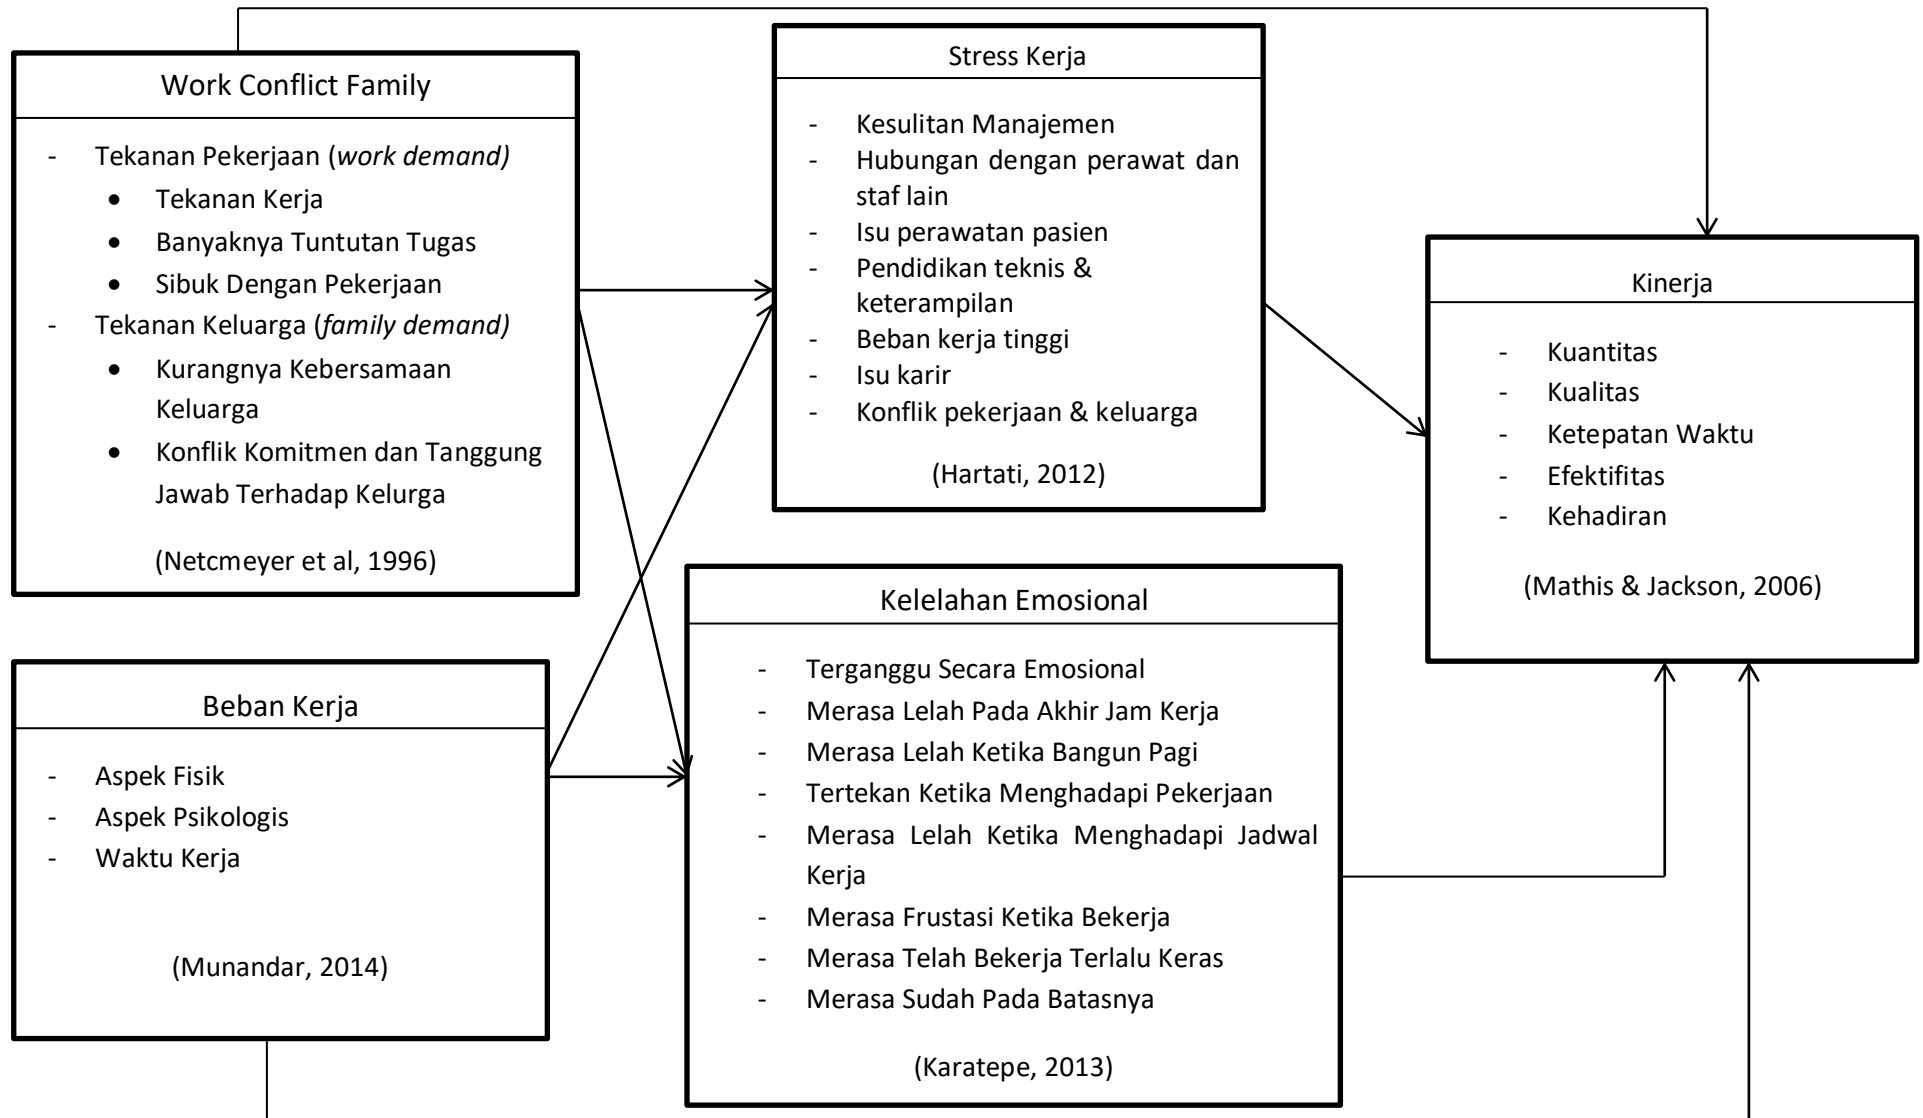 Work Conflict Family
- Tekanan Pekerjaan (work demand)
• Tekanan Kerja
• Banyaknya Tuntutan Tugas
• Sibuk Dengan Pekerjaan
- Tekanan Keluarga (family demand)
• Kurangnya Kebersamaan
Keluarga
• Konflik Komitmen dan Tanggung
Jawab Terhadap Kelurga
(Netcmeyer et al, 1996)
Stress Kerja
- Kesulitan Manajemen
- Hubungan dengan perawat dan
staf lain
- Isu perawatan pasien
- Pendidikan teknis &
keterampilan
- Beban kerja tinggi
- Isu karir
- Konflik pekerjaan & keluarga
(Hartati, 2012)
Kinerja
- Kuantitas
- Kualitas
- Ketepatan Waktu
- Efektifitas
- Kehadiran
(Mathis & Jackson, 2006)
Beban Kerja
- Aspek Fisik
- Aspek Psikologis
- Waktu Kerja
(Munandar, 2014)
Kelelahan Emosional
- Terganggu Secara Emosional
- Merasa Lelah Pada Akhir Jam Kerja
- Merasa Lelah Ketika Bangun Pagi
- Tertekan Ketika Menghadapi Pekerjaan
- Merasa Lelah Ketika Menghadapi Jadwal
Kerja
- Merasa Frustasi Ketika Bekerja
- Merasa Telah Bekerja Terlalu Keras
- Merasa Sudah Pada Batasnya
(Karatepe, 2013)